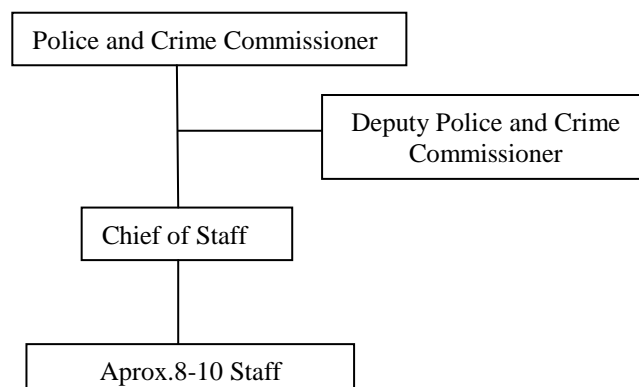 Police and Crime Commissioner
Deputy Police and Crime
Commissioner
Chief of Staff
Aprox.8-10 Staff